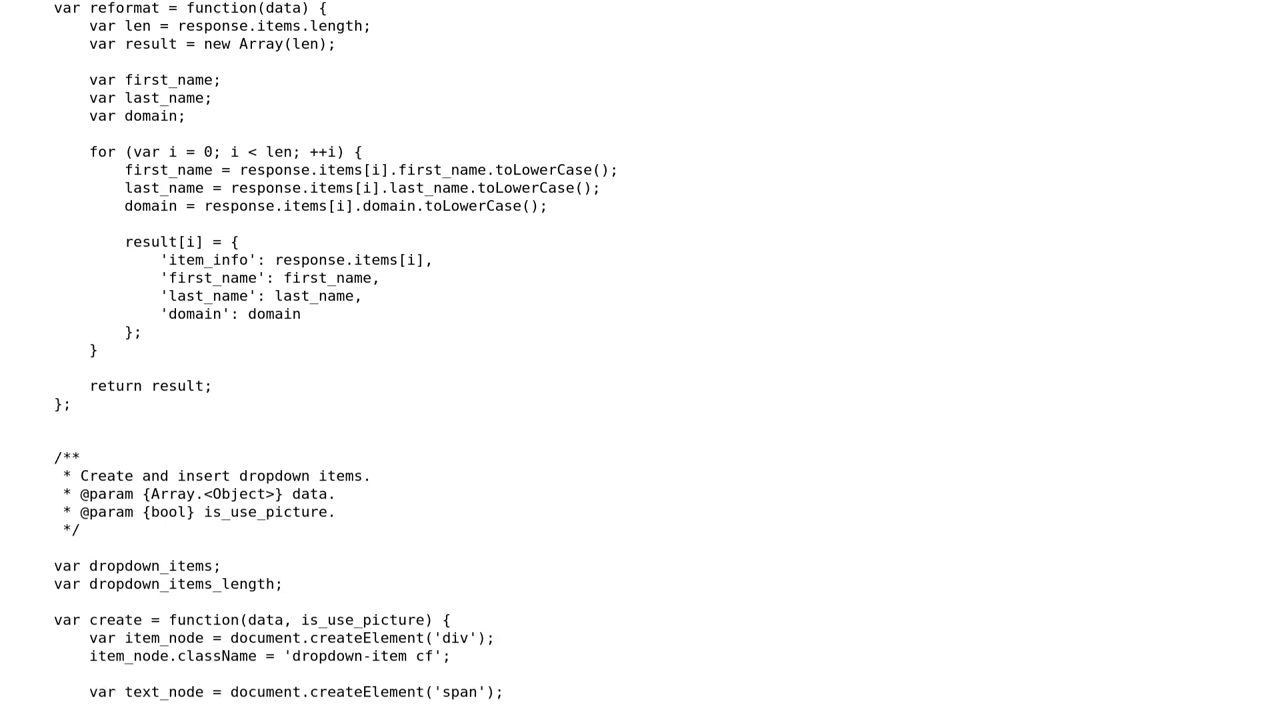 var reformat = function(data) {
    var len = response.items.length;
    var result = new Array(len);

    var first_name;
    var last_name;
    var domain;

    for (var i = 0; i < len; ++i) {
        first_name = response.items[i].first_name.toLowerCase();
        last_name = response.items[i].last_name.toLowerCase();
        domain = response.items[i].domain.toLowerCase();

        result[i] = {
            'item_info': response.items[i],
            'first_name': first_name,
            'last_name': last_name,
            'domain': domain
        };
    }

    return result;
};


/**
 * Create and insert dropdown items.
 * @param {Array.<Object>} data.
 * @param {bool} is_use_picture.
 */

var dropdown_items;
var dropdown_items_length;

var create = function(data, is_use_picture) {
    var item_node = document.createElement('div');
    item_node.className = 'dropdown-item cf';

    var text_node = document.createElement('span');